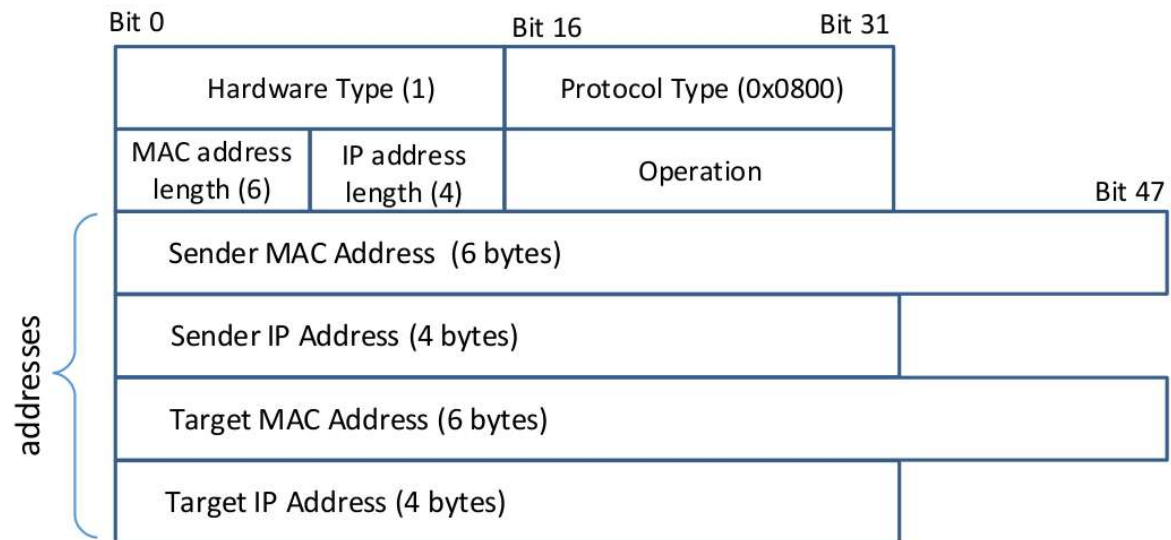 Bit 0
Bit 16
Bit 31
Hardware Type (1)
Protocol Type (0x0800)
MAC address
length (6)
IP address
length (4)
Operation
Bit 47
addresses
Sender MAC Address (6 bytes)
Sender IP Address (4 bytes)
Target MAC Address (6 bytes)
Target IP Address (4 bytes)